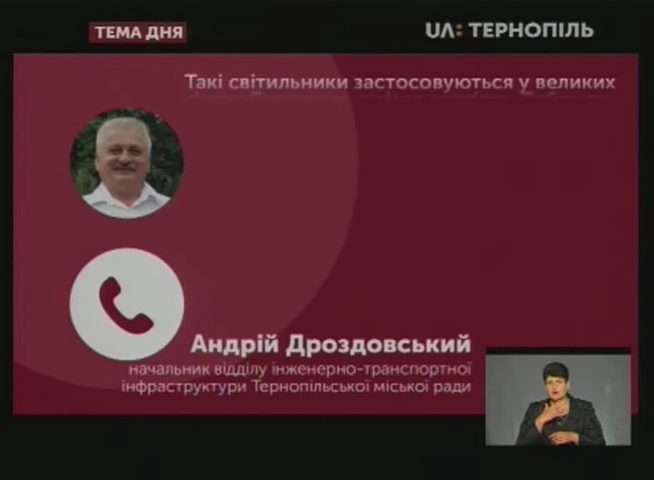 ТЕМА ДНЯ
UA: ТЕРНОПІЛЬ
Такі світильники застосовуються у великих
Андрій Дроздовський
начальник відділу інженерно-транспортної
інфраструктури Тернопільської міської ради